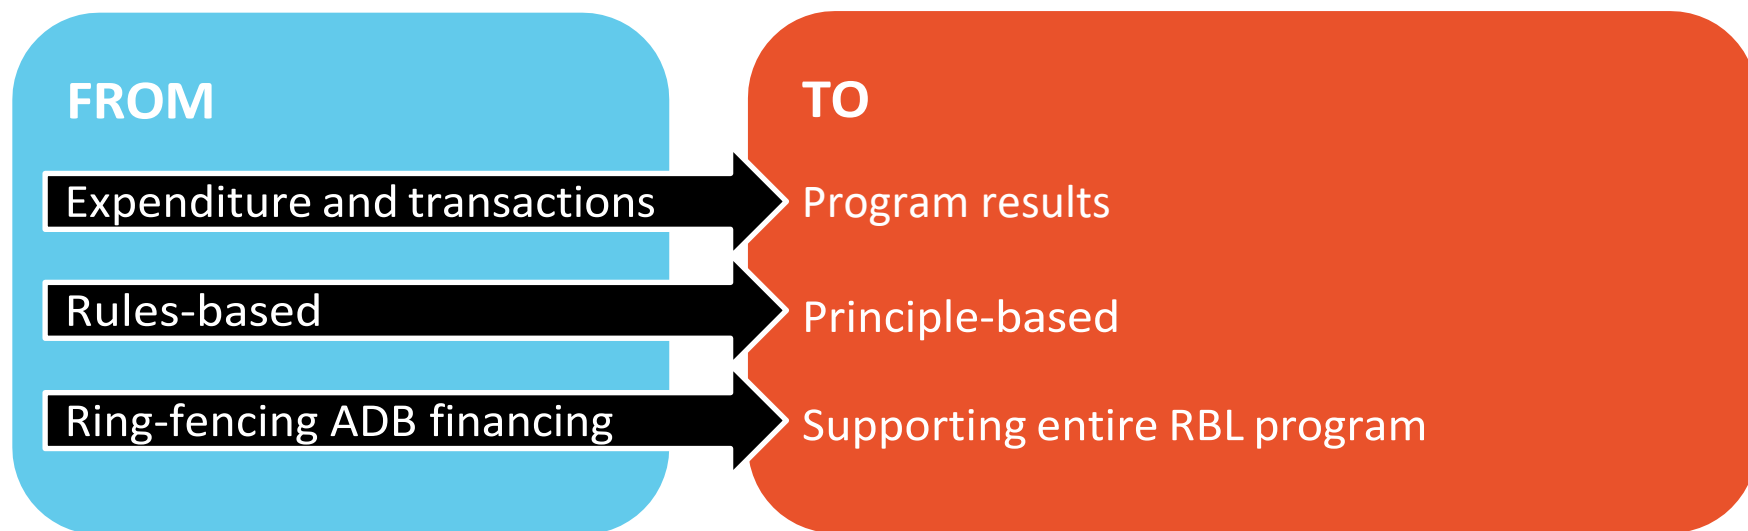 FROM
Expenditure and transactions
Rules-based
Ring-fencing ADB financing
TO
Program results
Principle-based
Supporting entire RBL program